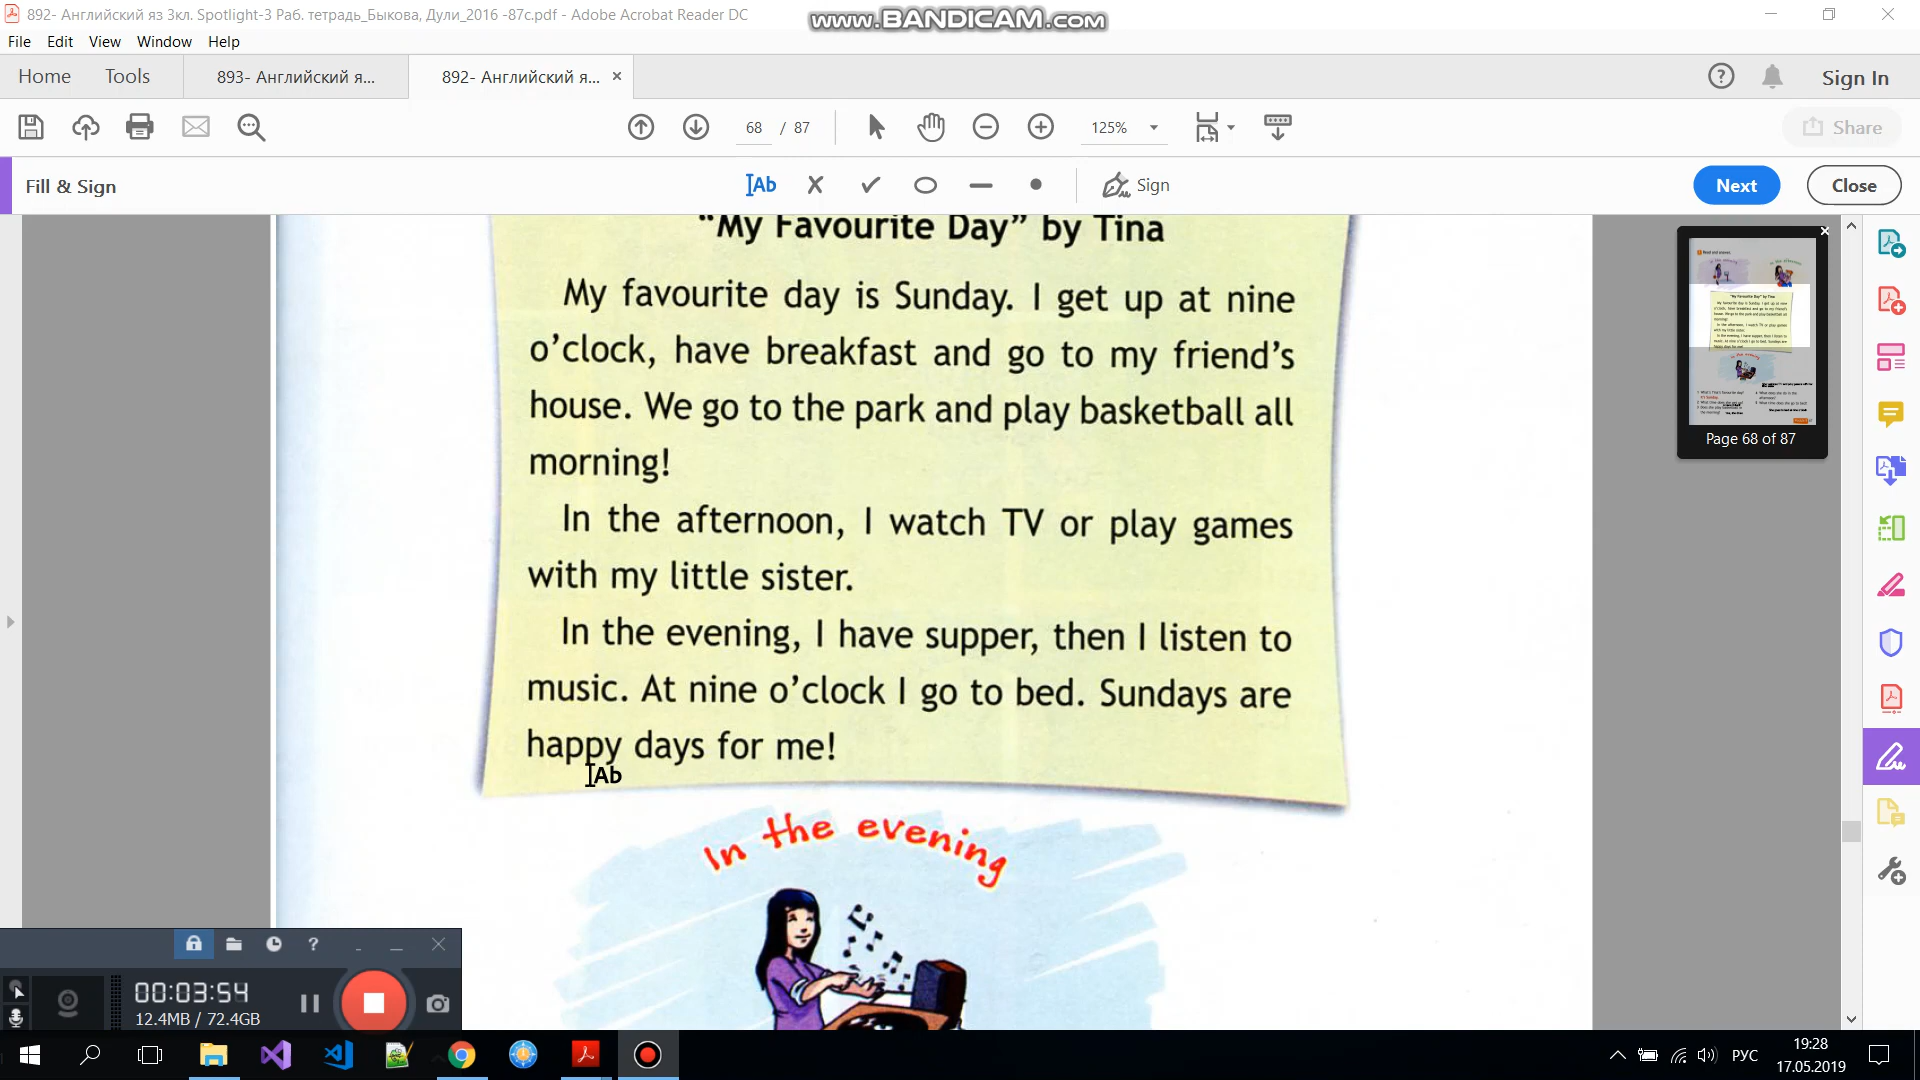 892- Английский яз 3кл. Spotlight-3 Раб. тетрадь_Быкова, Дули_2016 -87с.pdf - Adobe Acrobat Reader DC
www.BANDICAM.com
File Edit View Window Help
Home Tools 893- Английский я... 892- Английский я... × Sign In
68 / 87 125% Share
Fill & Sign Ab Sign Next Close
"My Favourite Day" by Tina
My favourite day is Sunday. I get up at nine
o'clock, have breakfast and go to my friend's
house. We go to the park and play basketball all
morning!
In the afternoon, I watch TV or play games
with my little sister.
In the evening, I have supper, then I listen to
music. At nine o'clock I go to bed. Sundays are
happy days for me!
Ab
In the evening
Page 68 of 87
00:03:54
12.4MB / 72.4GB
РУС
19:28
17.05.2019